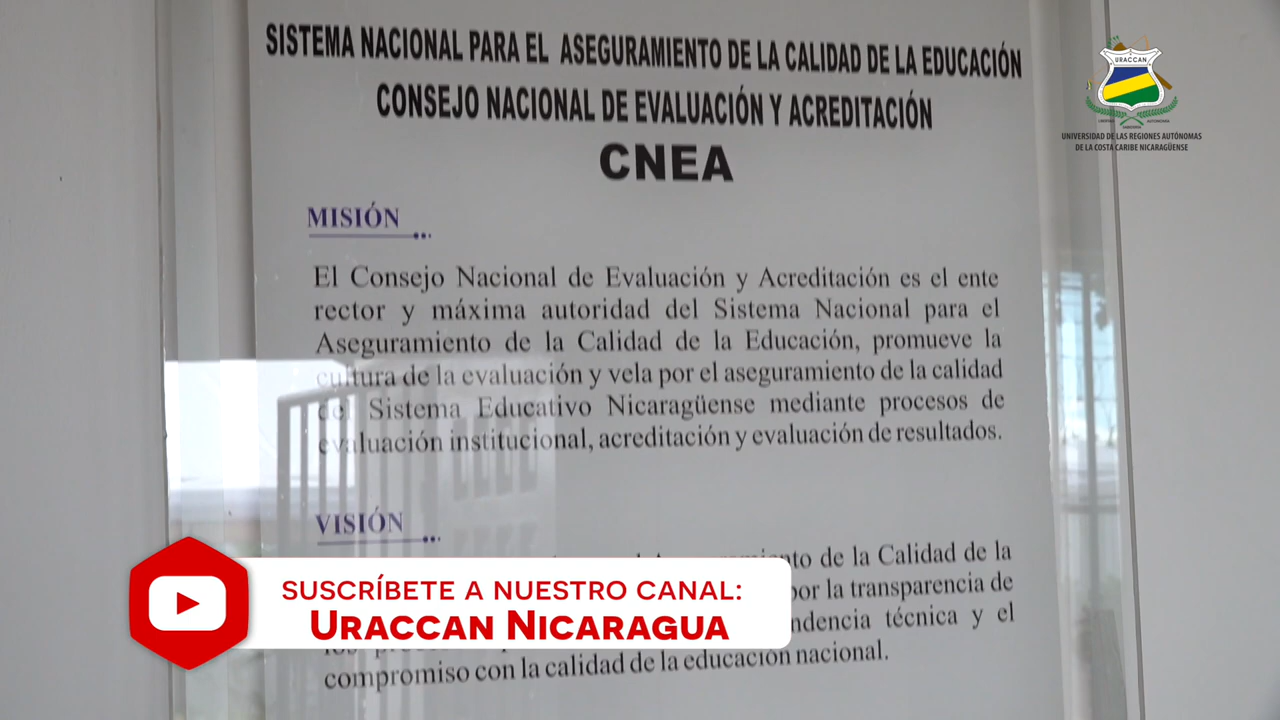 SISTEMA NACIONAL PARA EL ASEGURAMIENTO DE LA CALIDAD DE LA EDUCACIÓN
CONSEJO NACIONAL DE EVALUACIÓN Y ACREDITACIÓN
CNEA
URACCAN
UNIVERSIDAD DE LAS REGIONES AUTÓNOMAS
DE LA COSTA CARIBE NICARAGÜENSE
MISIÓN
El Consejo Nacional de Evaluación y Acreditación es el ente
rector y máxima autoridad del Sistema Nacional para el
Aseguramiento de la Calidad de la Educación, promueve la
cultura de la evaluación y vela por el aseguramiento de la calidad
del Sistema Educativo Nicaragüense mediante procesos de
evaluación institucional, acreditación y evaluación de resultados.
VISIÓN
de la Calidad de la
por la transparencia de
técnica y el
compromiso con la calidad de la educación nacional.
SUSCRÍBETE A NUESTRO CANAL:
URACCAN NICARAGUA